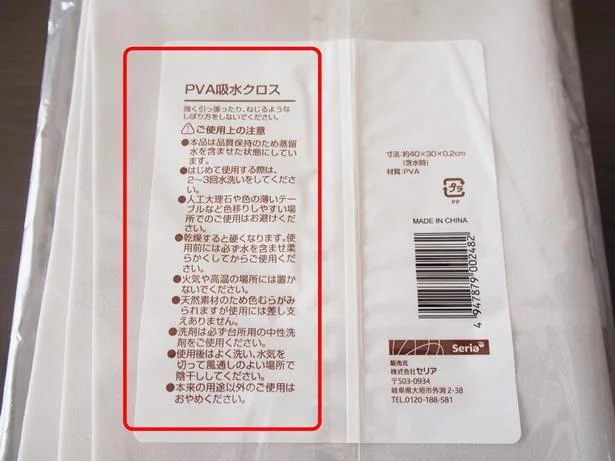 PVA吸水クロス
強く引っ張ったり、ねじるような
しぼり方をしないでください。
⚠ご使用上の注意
●本品は品質保持のため蒸留
水を含ませた状態にしてい
ます。
●はじめて使用する際は、
2〜3回水洗いをしてくださ
い。
●人工大理石や色の薄いテー
ブルなど色移りしやすい場
所でのご使用はお避けくださ
い。
●乾燥すると硬くなります。使
用前には必ず水を含ませ柔
らかくしてからご使用くださ
い。
●火気や高温の場所には置か
ないでください。
●天然素材のため色むらがみ
られますが使用には差し支
えありません。
●洗剤は必ず台所用の中性洗
剤をご使用ください。
●使用後はよく洗い、水気を
切って風通しのよい場所で
陰干ししてください。
●本来の用途以外のご使用は
おやめください。
寸法:約40×30×0.2cm
(含水時)
材質:PVA
プラ
PP
MADE IN CHINA
4 947879 002482
Seria
販売元
株式会社セリア
〒503-0934
岐阜県大垣市外渕2-38
TEL.0120-188-581